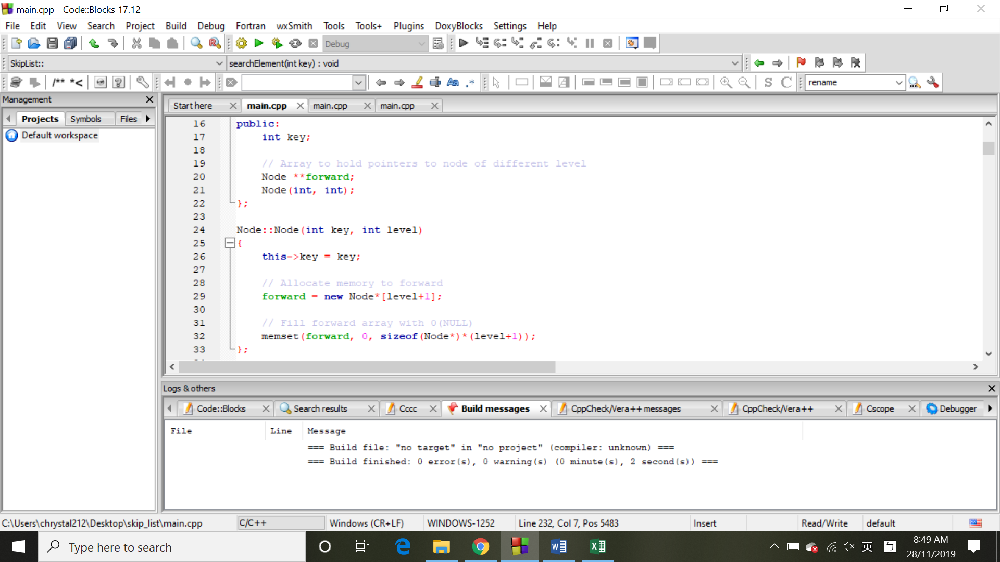 main.cpp - Code::Blocks 17.12
File Edit View Search Project Build Debug Fortran wxSmith Tools Tools+ Plugins DoxyBlocks Settings Help
Debug
SkipList:: searchElement(int key) : void
/** *< rename
Management
Start here main.cpp main.cpp main.cpp
Projects Symbols Files
Default workspace
16 public:
17 int key;
18
19 // Array to hold pointers to node of different level
20 Node **forward;
21 Node(int, int);
22 };
23
24 Node::Node(int key, int level)
25 {
26 this->key = key;
27
28 // Allocate memory to forward
29 forward = new Node*[level+1];
30
31 // Fill forward array with 0(NULL)
32 memset(forward, 0, sizeof(Node*)*(level+1));
33 };
Logs & others
Code::Blocks Search results Cccc Build messages CppCheck/Vera++ messages CppCheck/Vera++ Cscope Debugger
File Line Message
=== Build file: "no target" in "no project" (compiler: unknown) ===
=== Build finished: 0 error(s), 0 warning(s) (0 minute(s), 2 second(s)) ===
C:\Users\chrystal212\Desktop\skip_list\main.cpp C/C++ Windows (CR+LF) WINDOWS-1252 Line 232, Col 7, Pos 5483 Insert Read/Write default
Type here to search
英
8:49 AM
28/11/2019